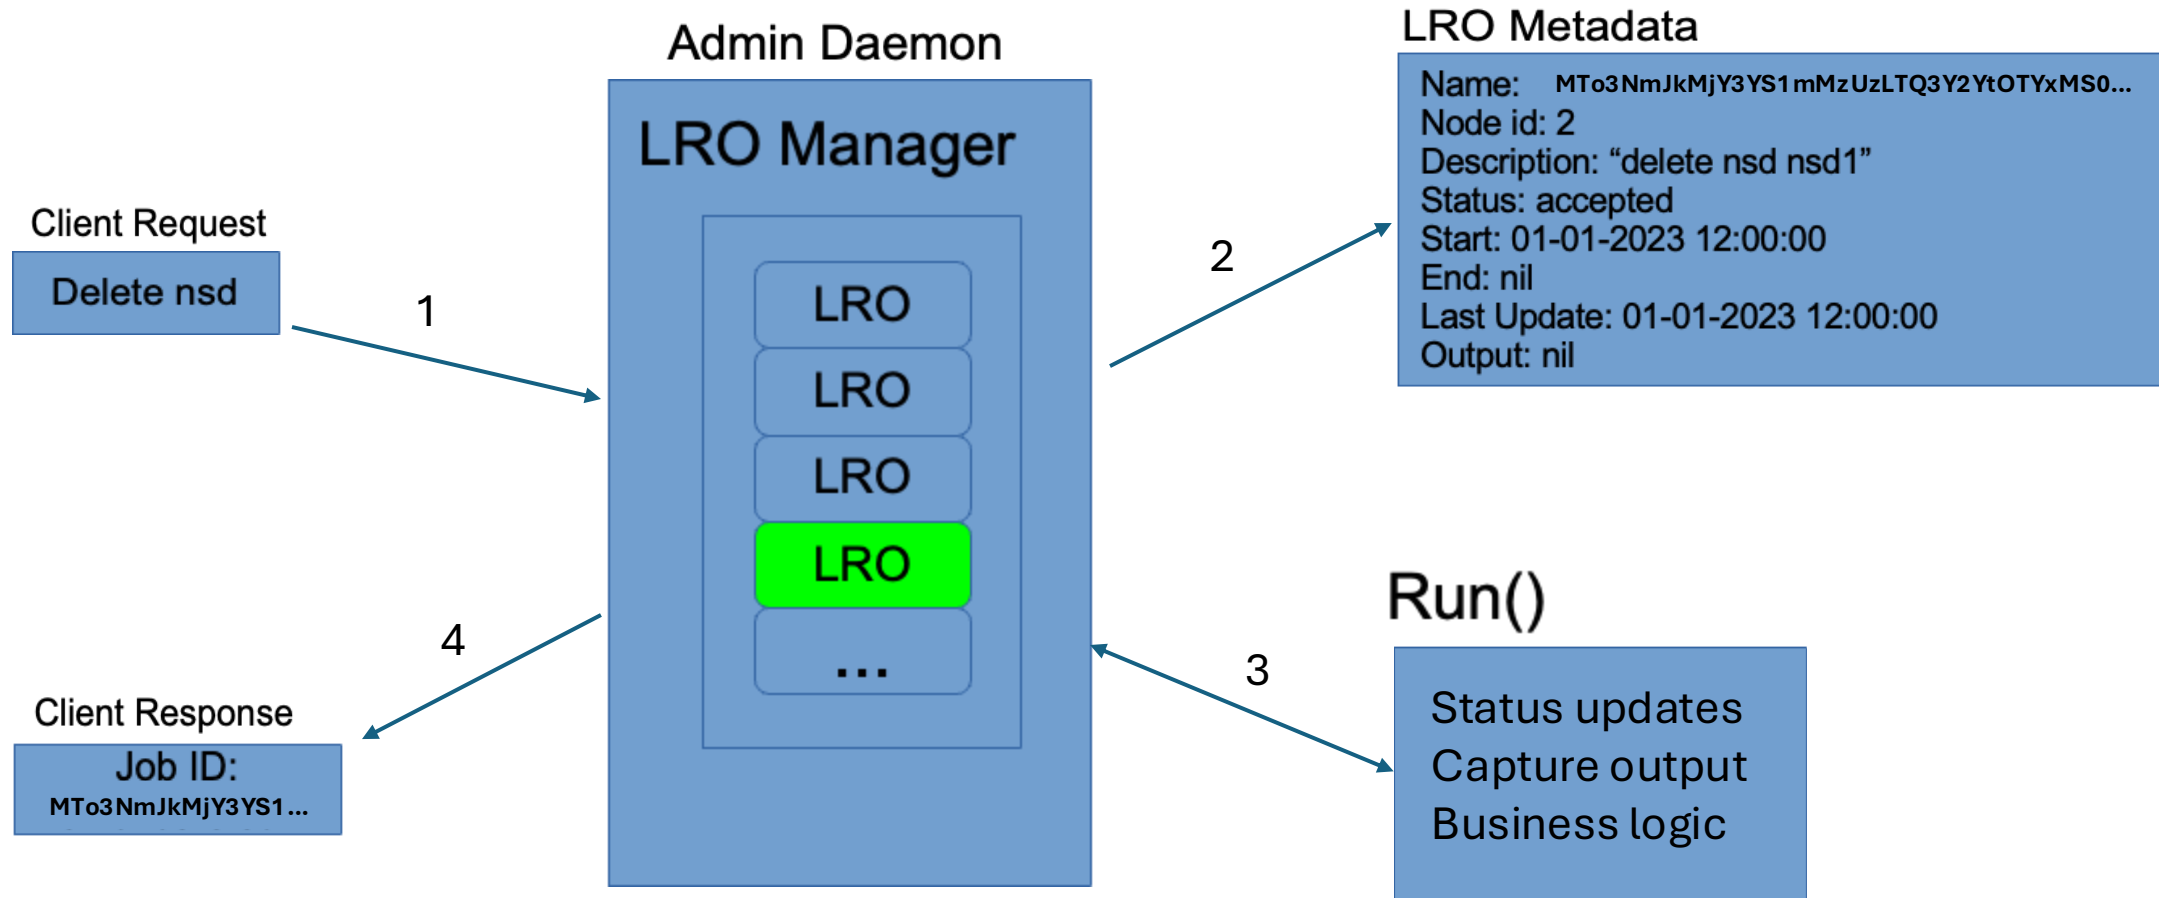 Admin Daemon
LRO Manager
LRO
LRO
LRO
LRO
...
Client Request
Delete nsd
1
2
LRO Metadata
Name: MTo3NmJkMjY3YS1mMzUzLTQ3Y2YtOTYxMS0...
Node id: 2
Description: “delete nsd nsd1”
Status: accepted
Start: 01-01-2023 12:00:00
End: nil
Last Update: 01-01-2023 12:00:00
Output: nil
3
Run()
Status updates
Capture output
Business logic
4
Client Response
Job ID:
MTo3NmJkMjY3YS1...